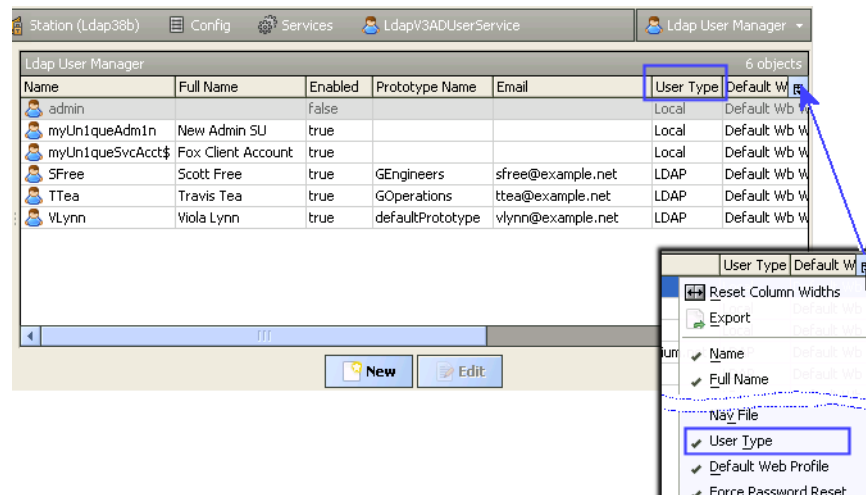 Station (Ldap38b) Config Services LdapV3ADUserService Ldap User Manager
Ldap User Manager 6 objects
Name Full Name Enabled Prototype Name Email User Type Default W
admin false Local Default Wb W
myUn1queAdm1n New Admin SU true Local Default Wb W
myUn1queSvcAcct$ Fox Client Account true Local Default Wb W
SFree Scott Free true GEngineers sfree@example.net LDAP Default Wb W
TTea Travis Tea true GOperations ttea@example.net LDAP Default Wb W
VLynn Viola Lynn true defaultPrototype vlynn@example.net LDAP Default Wb W
New Edit
User Type Default W
Reset Column Widths
Export
Name
Full Name
Nav File
User Type
Default Web Profile
Force Password Reset